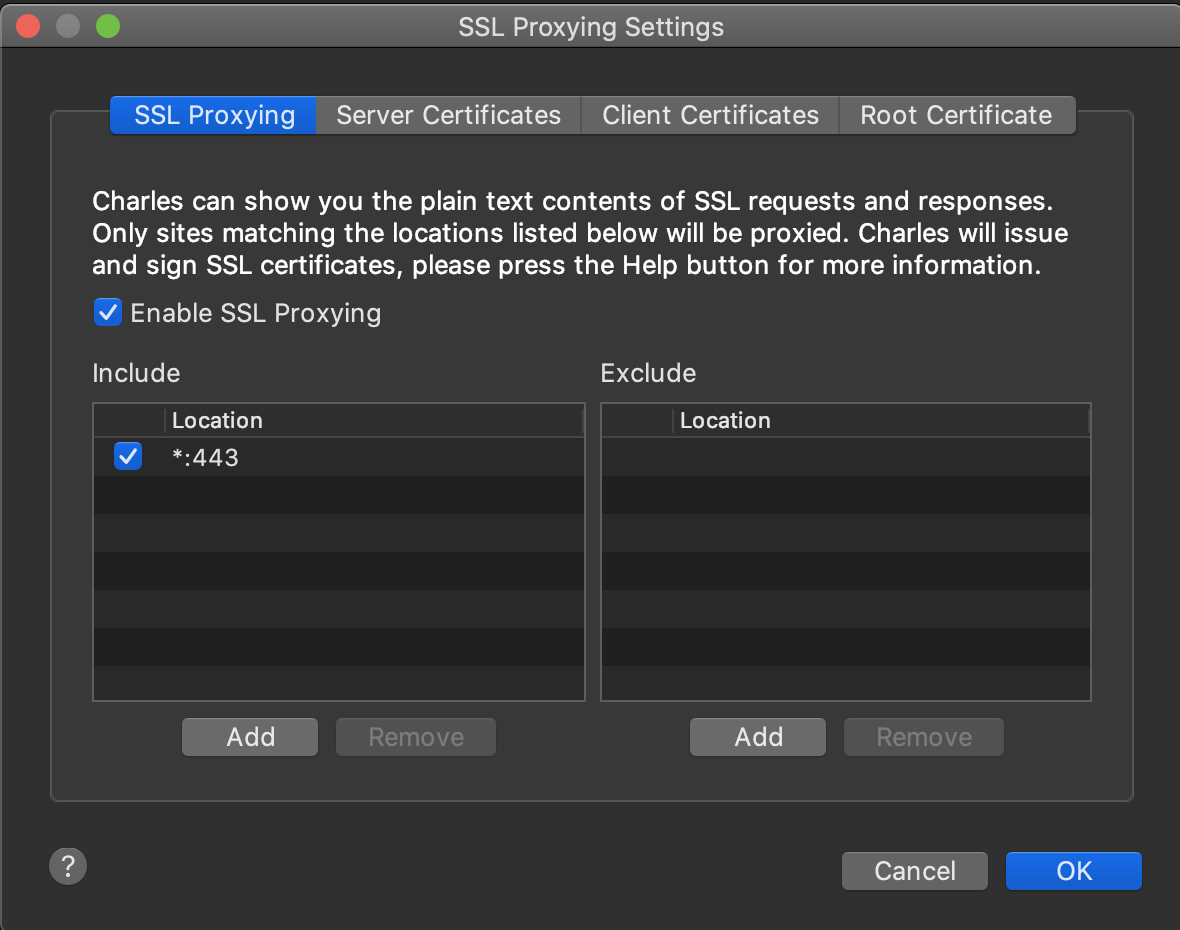 SSL Proxying Settings
SSL Proxying Server Certificates Client Certificates Root Certificate
Charles can show you the plain text contents of SSL requests and responses.
Only sites matching the locations listed below will be proxied. Charles will issue
and sign SSL certificates, please press the Help button for more information.
Enable SSL Proxying
Include Exclude
Location Location
*:443
Add Remove Add Remove
? Cancel OK